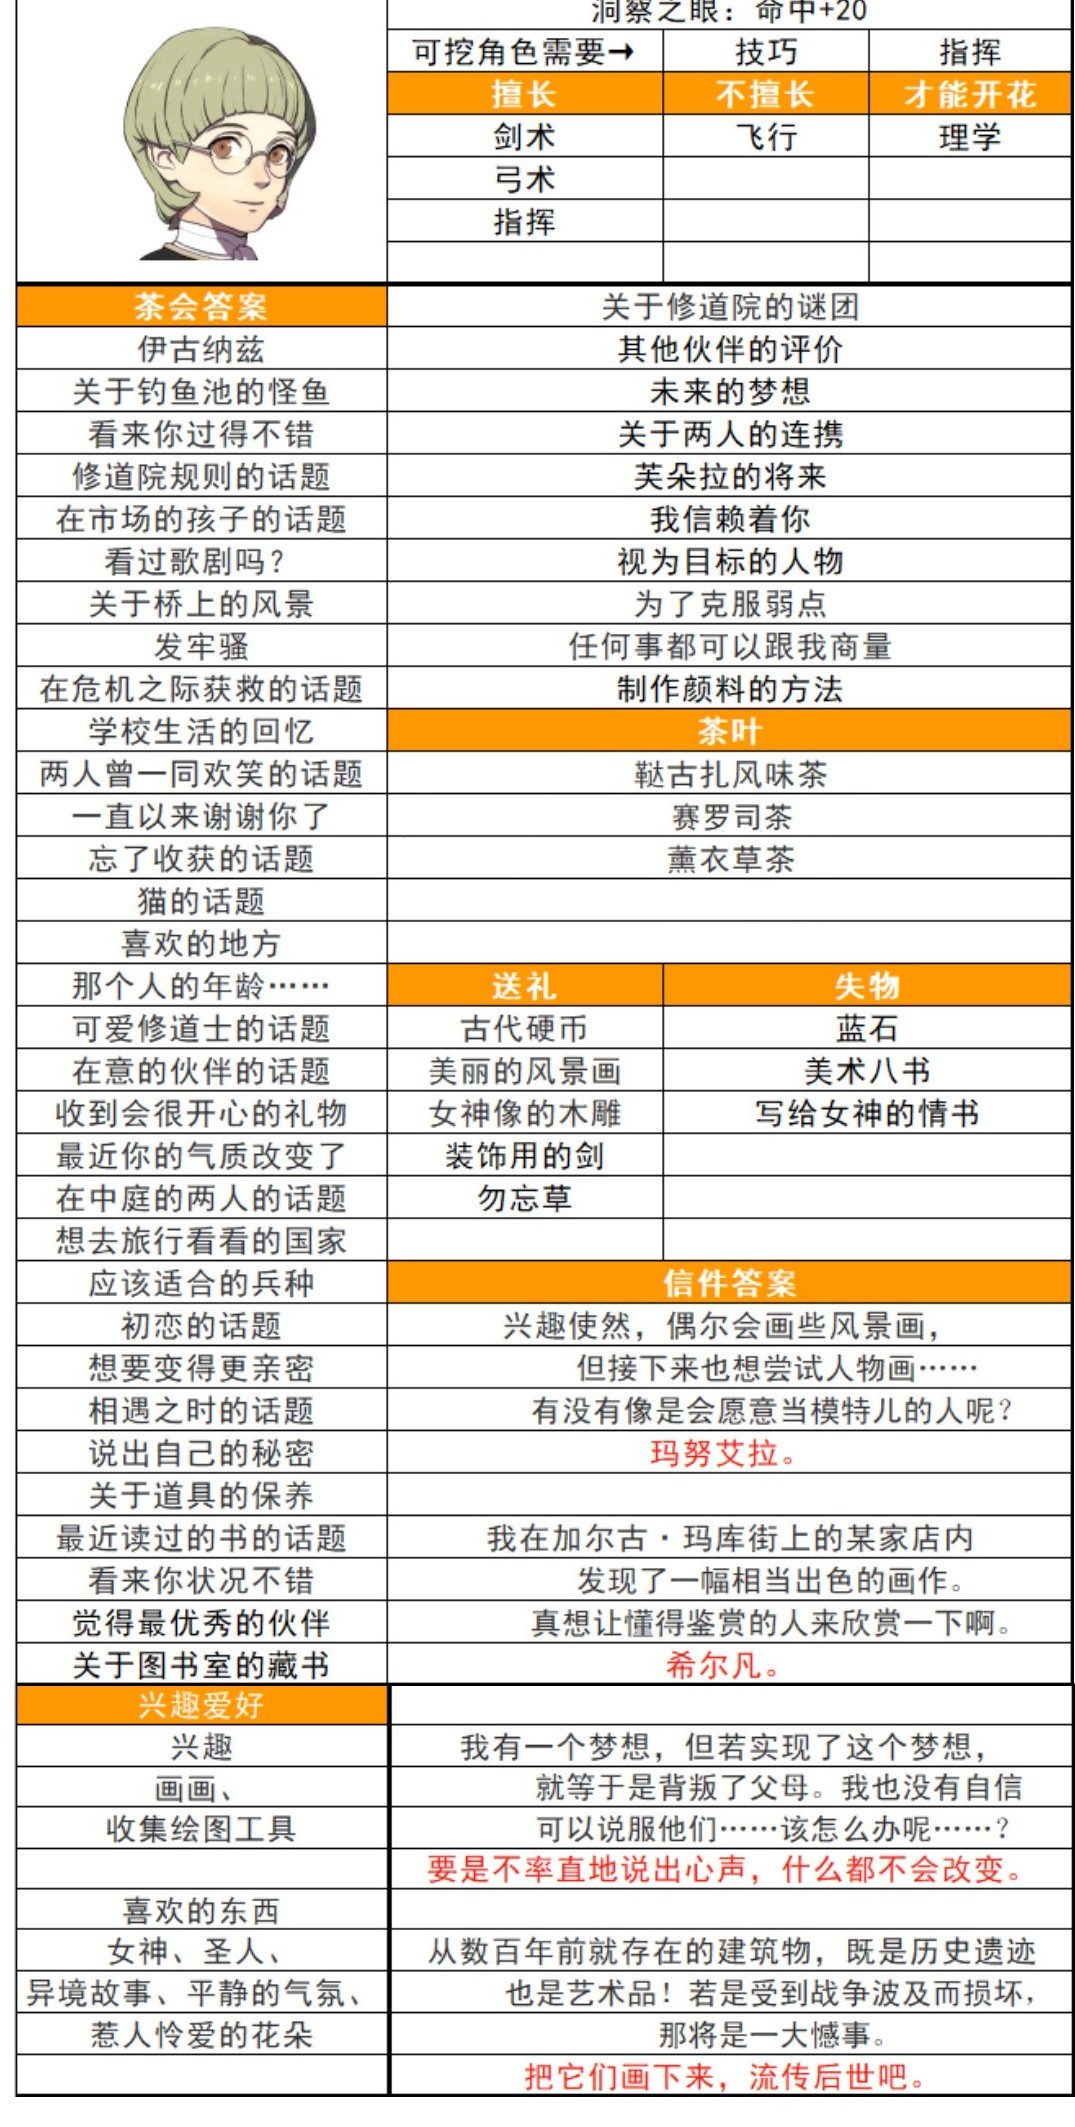 洞察之眼：命中+20
可挖角色需要→ 技巧 指挥
擅长 不擅长 才能开花
剑术 飞行 理学
弓术
指挥
茶会答案 关于修道院的谜团
伊古纳兹 其他伙伴的评价
关于钓鱼池的怪鱼 未来的梦想
看来你过得不错 关于两人的连携
修道院规则的话题 芙朵拉的将来
在市场的孩子的话题 我信赖着你
看过歌剧吗？ 视为目标的人物
关于桥上的风景 为了克服弱点
发牢骚 任何事都可以跟我商量
在危机之际获救的话题 制作颜料的方法
学校生活的回忆 茶叶
两人曾一同欢笑的话题 鞑古扎风味茶
一直以来谢谢你了 赛罗司茶
忘了收获的话题 薰衣草茶
猫的话题
喜欢的地方
那个人的年龄…… 送礼 失物
可爱修道士的话题 古代硬币 蓝石
在意的伙伴的话题 美丽的风景画 美术八书
收到会很开心的礼物 女神像的木雕 写给女神的情书
最近你的气质改变了 装饰用的剑
在中庭的两人的话题 勿忘草
想去旅行看看的国家
应该适合的兵种 信件答案
初恋的话题 兴趣使然，偶尔会画些风景画，
想要变得更亲密 但接下来也想尝试人物画……
相遇之时的话题 有没有像是会愿意当模特儿的人呢？
说出自己的秘密 玛努艾拉。
关于道具的保养
最近读过的书的话题 我在加尔古·玛库街上的某家店内
看来你状况不错 发现了一幅相当出色的画作。
觉得最优秀的伙伴 真想让懂得鉴赏的人来欣赏一下啊。
关于图书室的藏书 希尔凡。
兴趣爱好
兴趣 我有一个梦想，但若实现了这个梦想，
画画、 就等于是背叛了父母。我也没有自信
收集绘图工具 可以说服他们……该怎么办呢……？
要是不率直地说出心声，什么都不会改变。
喜欢的东西
女神、圣人、 从数百年前就存在的建筑物，既是历史遗迹
异境故事、平静的气氛、 也是艺术品！若是受到战争波及而损坏，
惹人怜爱的花朵 那将是一大憾事。
把它们画下来，流传后世吧。